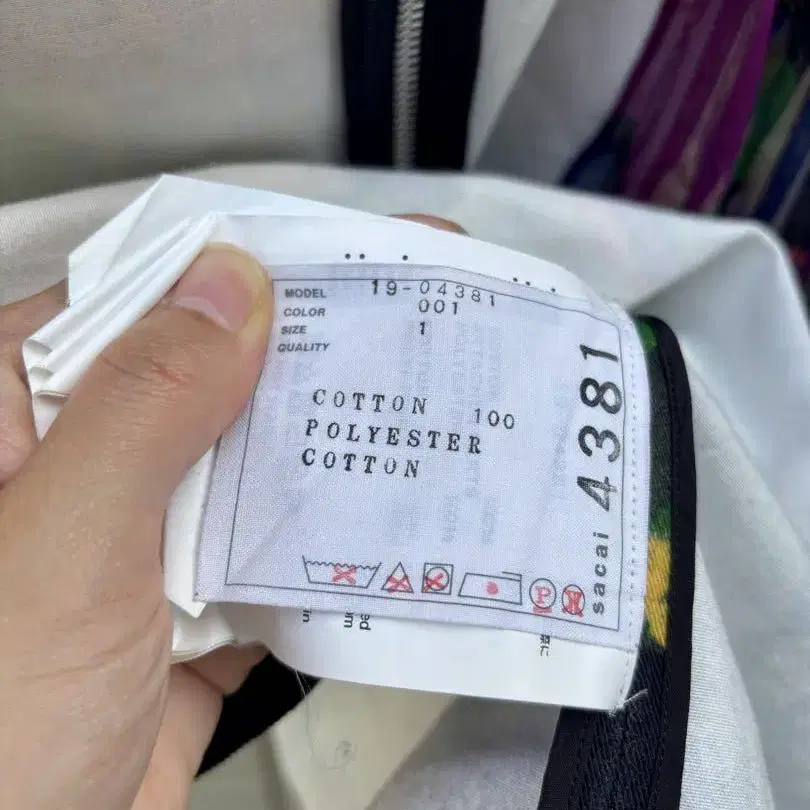 MODEL 19-04381
COLOR 001
SIZE 1
QUALITY
COTTON 100
POLYESTER
COTTON
sacai 4381
P
W